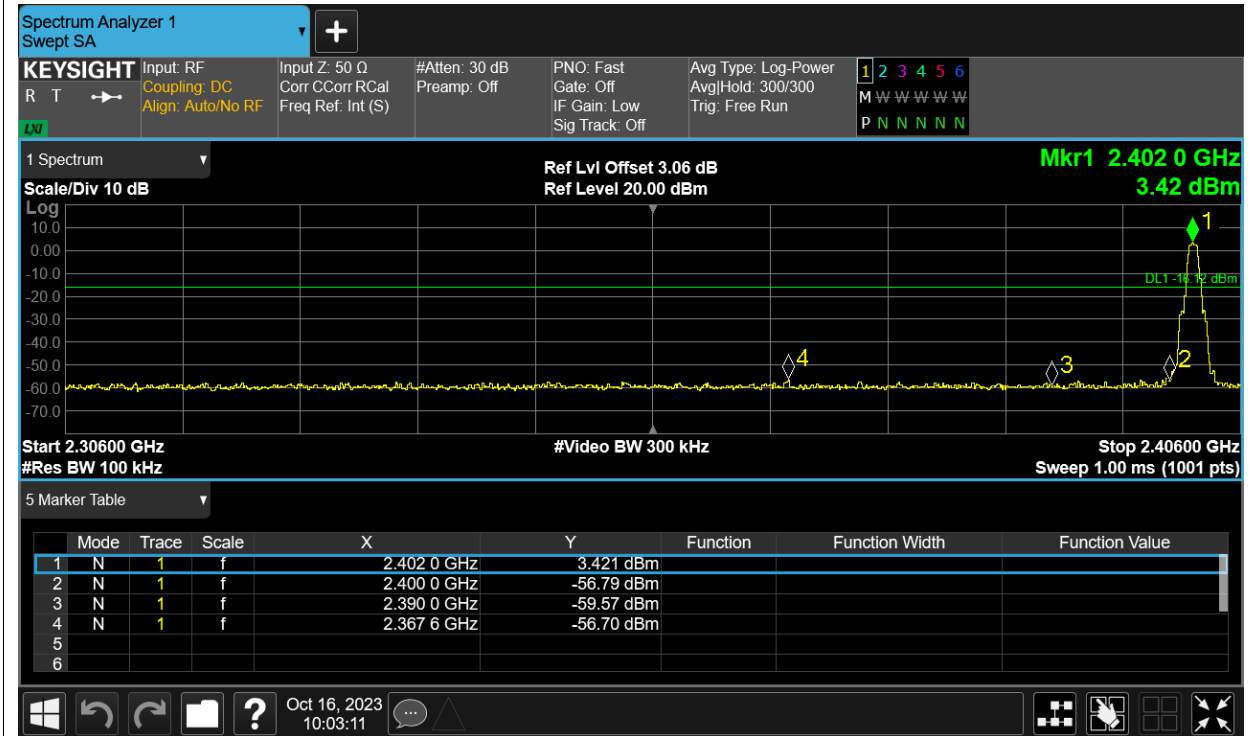 Spectrum Analyzer 1
Swept SA
+
KEYSIGHT Input: RF Input Z: 50 Ω #Atten: 30 dB PNO: Fast Avg Type: Log-Power 1 2 3 4 5 6
R T Coupling: DC Corr CCorr RCal Preamp: Off Gate: Off Avg|Hold: 300/300 M W W W W W W
Align: Auto/No RF Freq Ref: Int (S) IF Gain: Low Trig: Free Run
LXI Sig Track: Off P N N N N N N
1 Spectrum Ref Lvl Offset 3.06 dB Mkr1 2.402 0 GHz
Scale/Div 10 dB Ref Level 20.00 dBm 3.42 dBm
Log
1
10.0
0.00
-10.0
DL1 -16.12 dBm
-20.0
-30.0
-40.0
4 3 2
-50.0
-60.0
-70.0
Start 2.30600 GHz #Video BW 300 kHz Stop 2.40600 GHz
#Res BW 100 kHz Sweep 1.00 ms (1001 pts)
5 Marker Table
Mode Trace Scale X Y Function Function Width Function Value
1 N 1 f 2.402 0 GHz 3.421 dBm
2 N 1 f 2.400 0 GHz -56.79 dBm
3 N 1 f 2.390 0 GHz -59.57 dBm
4 N 1 f 2.367 6 GHz -56.70 dBm
5
6
? Oct 16, 2023
10:03:11